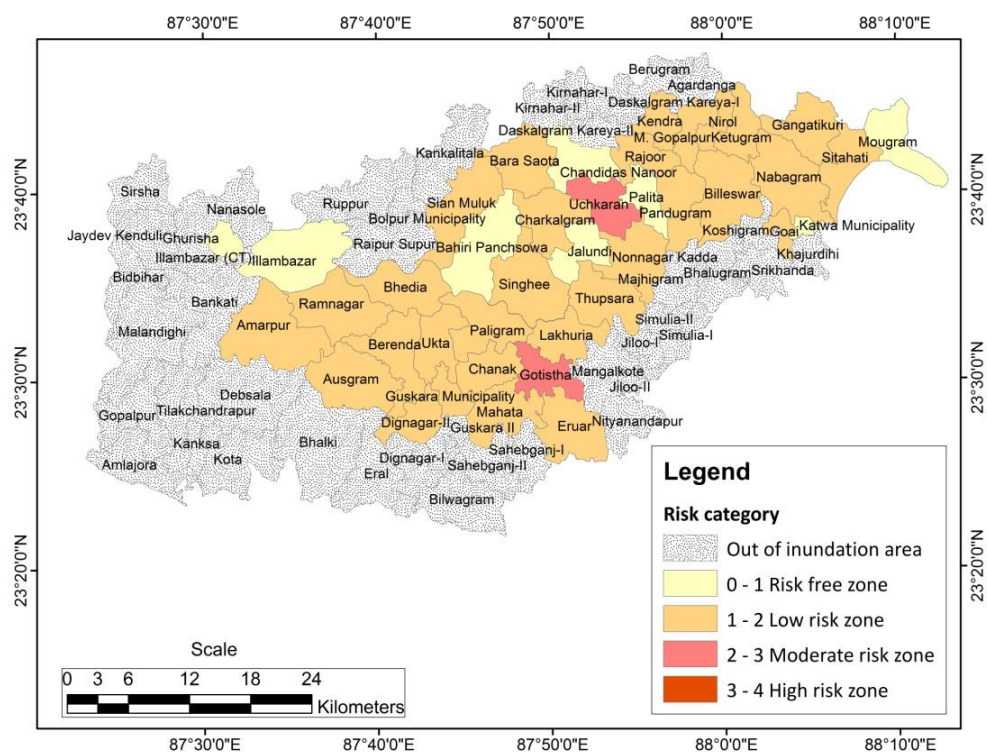 87°30'0"E 87°40'0"E 87°50'0"E 88°0'0"E 88°10'0"E
23°40'0"N 23°40'0"N
23°30'0"N 23°30'0"N
23°20'0"N 23°20'0"N
Berugram
Agardanga
Kirnahar-I
Daskalgram Kareya-I
Kirnahar-II
Kendra
Nirol
Gangatikuri
Daskalgram Kareya-II
M. Gopalpur
Ketugram
Mougram
Kankalitala
Bara Saota
Rajoor
Sitahati
Chandidas Nanoor
Nabagram
Sirsha
Billeswar
Nanasole
Ruppur
Sian Muluk
Uchkaran
Palita
Pandugram
Bolpur Municipality
Charkalgram
Katwa Municipality
Jaydev Kenduli
Ghurisha
Raipur Supur
Bahiri Panchsowa
Jalundi
Koshigram
Goai
Illambazar (CT)
Illambazar
Nonnagar Kadda
Khajurdihi
Bidbihar
Bhedia
Singhee
Majhigram
Bhalugram
Srikhanda
Bankati
Ramnagar
Thupsara
Amarpur
Simulia-II
Malandighi
Paligram
Lakhuria
Simulia-I
Berenda
Ukta
Jiloo-I
Chanak
Gotistha
Mangalkote
Ausgram
Jiloo-II
Debsala
Guskara Municipality
Gopalpur
Tilakchandrapur
Mahata
Dignagar-II
Guskara II
Eruar
Nityanandapur
Kanksa
Bhalki
Sahebganj-I
Amlajora
Kota
Dignagar-I
Sahebganj-II
Eral
Bilwagram
Legend
Risk category
Out of inundation area
0 - 1 Risk free zone
1 - 2 Low risk zone
2 - 3 Moderate risk zone
3 - 4 High risk zone
Scale
0 3 6 12 18 24
Kilometers
87°30'0"E 87°40'0"E 87°50'0"E 88°0'0"E 88°10'0"E